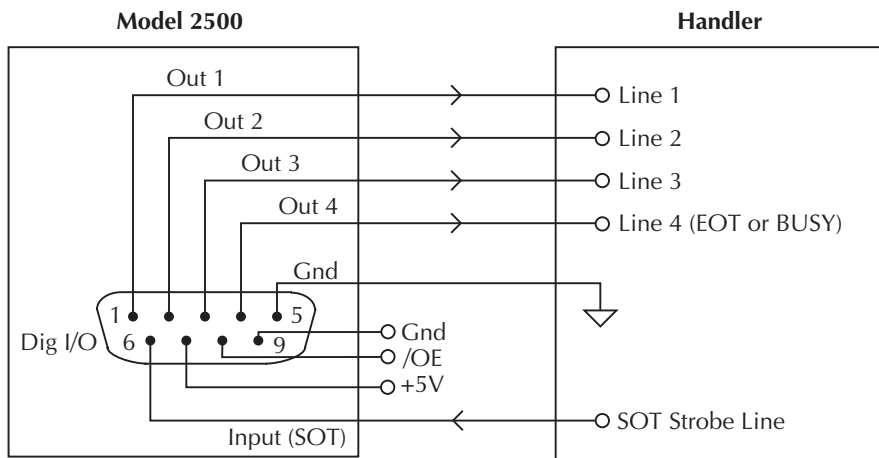 Model 2500
Handler
Out 1
Line 1
Out 2
Line 2
Out 3
Line 3
Out 4
Line 4 (EOT or BUSY)
Gnd
1
5
Dig I/O
6
9
Gnd
/OE
+5V
Input (SOT)
SOT Strobe Line